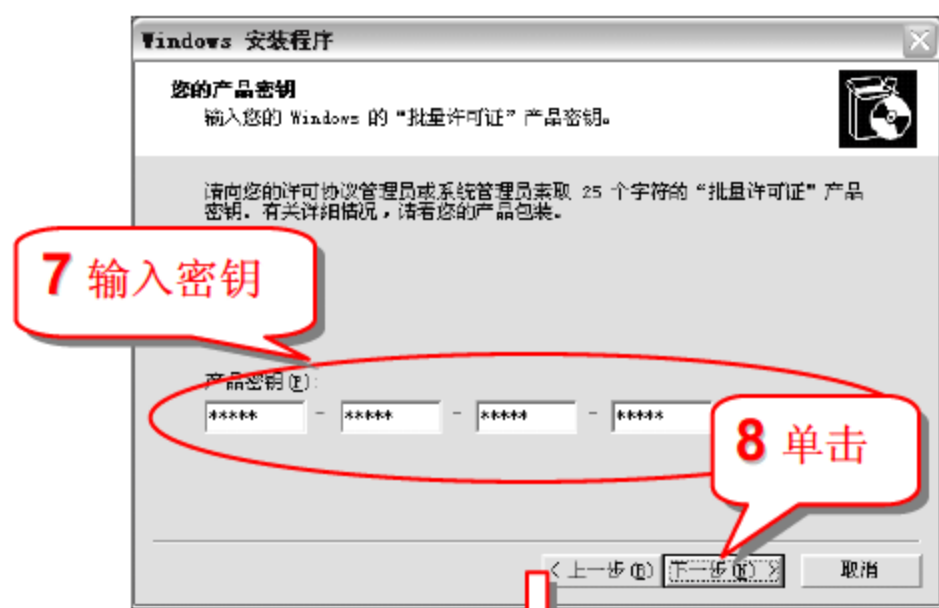 Windows 安装程序
您的产品密钥
输入您的 Windows 的“批量许可证”产品密钥。
请向您的许可协议管理员或系统管理员索取 25 个字符的“批量许可证”产品
密钥。有关详细情况，请看您的产品包装。
7 输入密钥
产品密钥(P):
***** - ***** - ***** - *****
8 单击
< 上一步(B) 下一步(N) > 取消